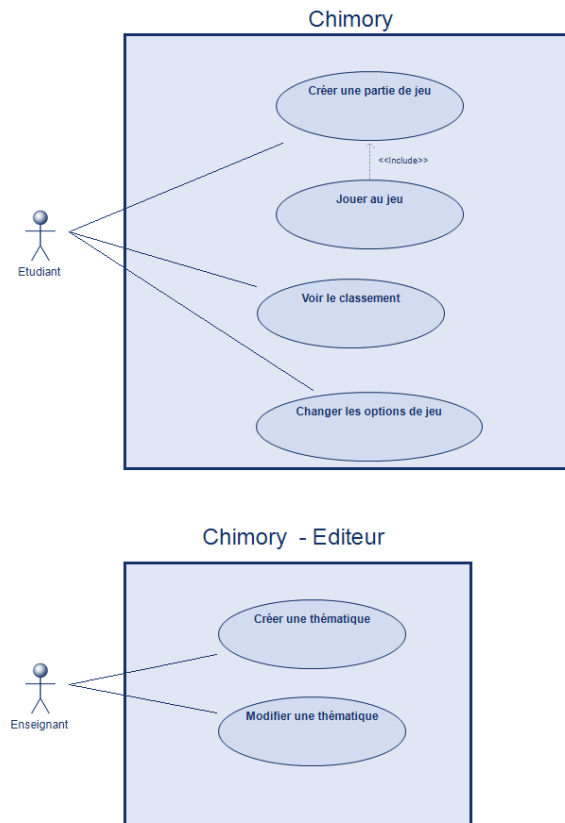 Chimory
Créer une partie de jeu
<<Include>>
Jouer au jeu
Etudiant
Voir le classement
Changer les options de jeu
Chimory - Editeur
Créer une thématique
Enseignant
Modifier une thématique